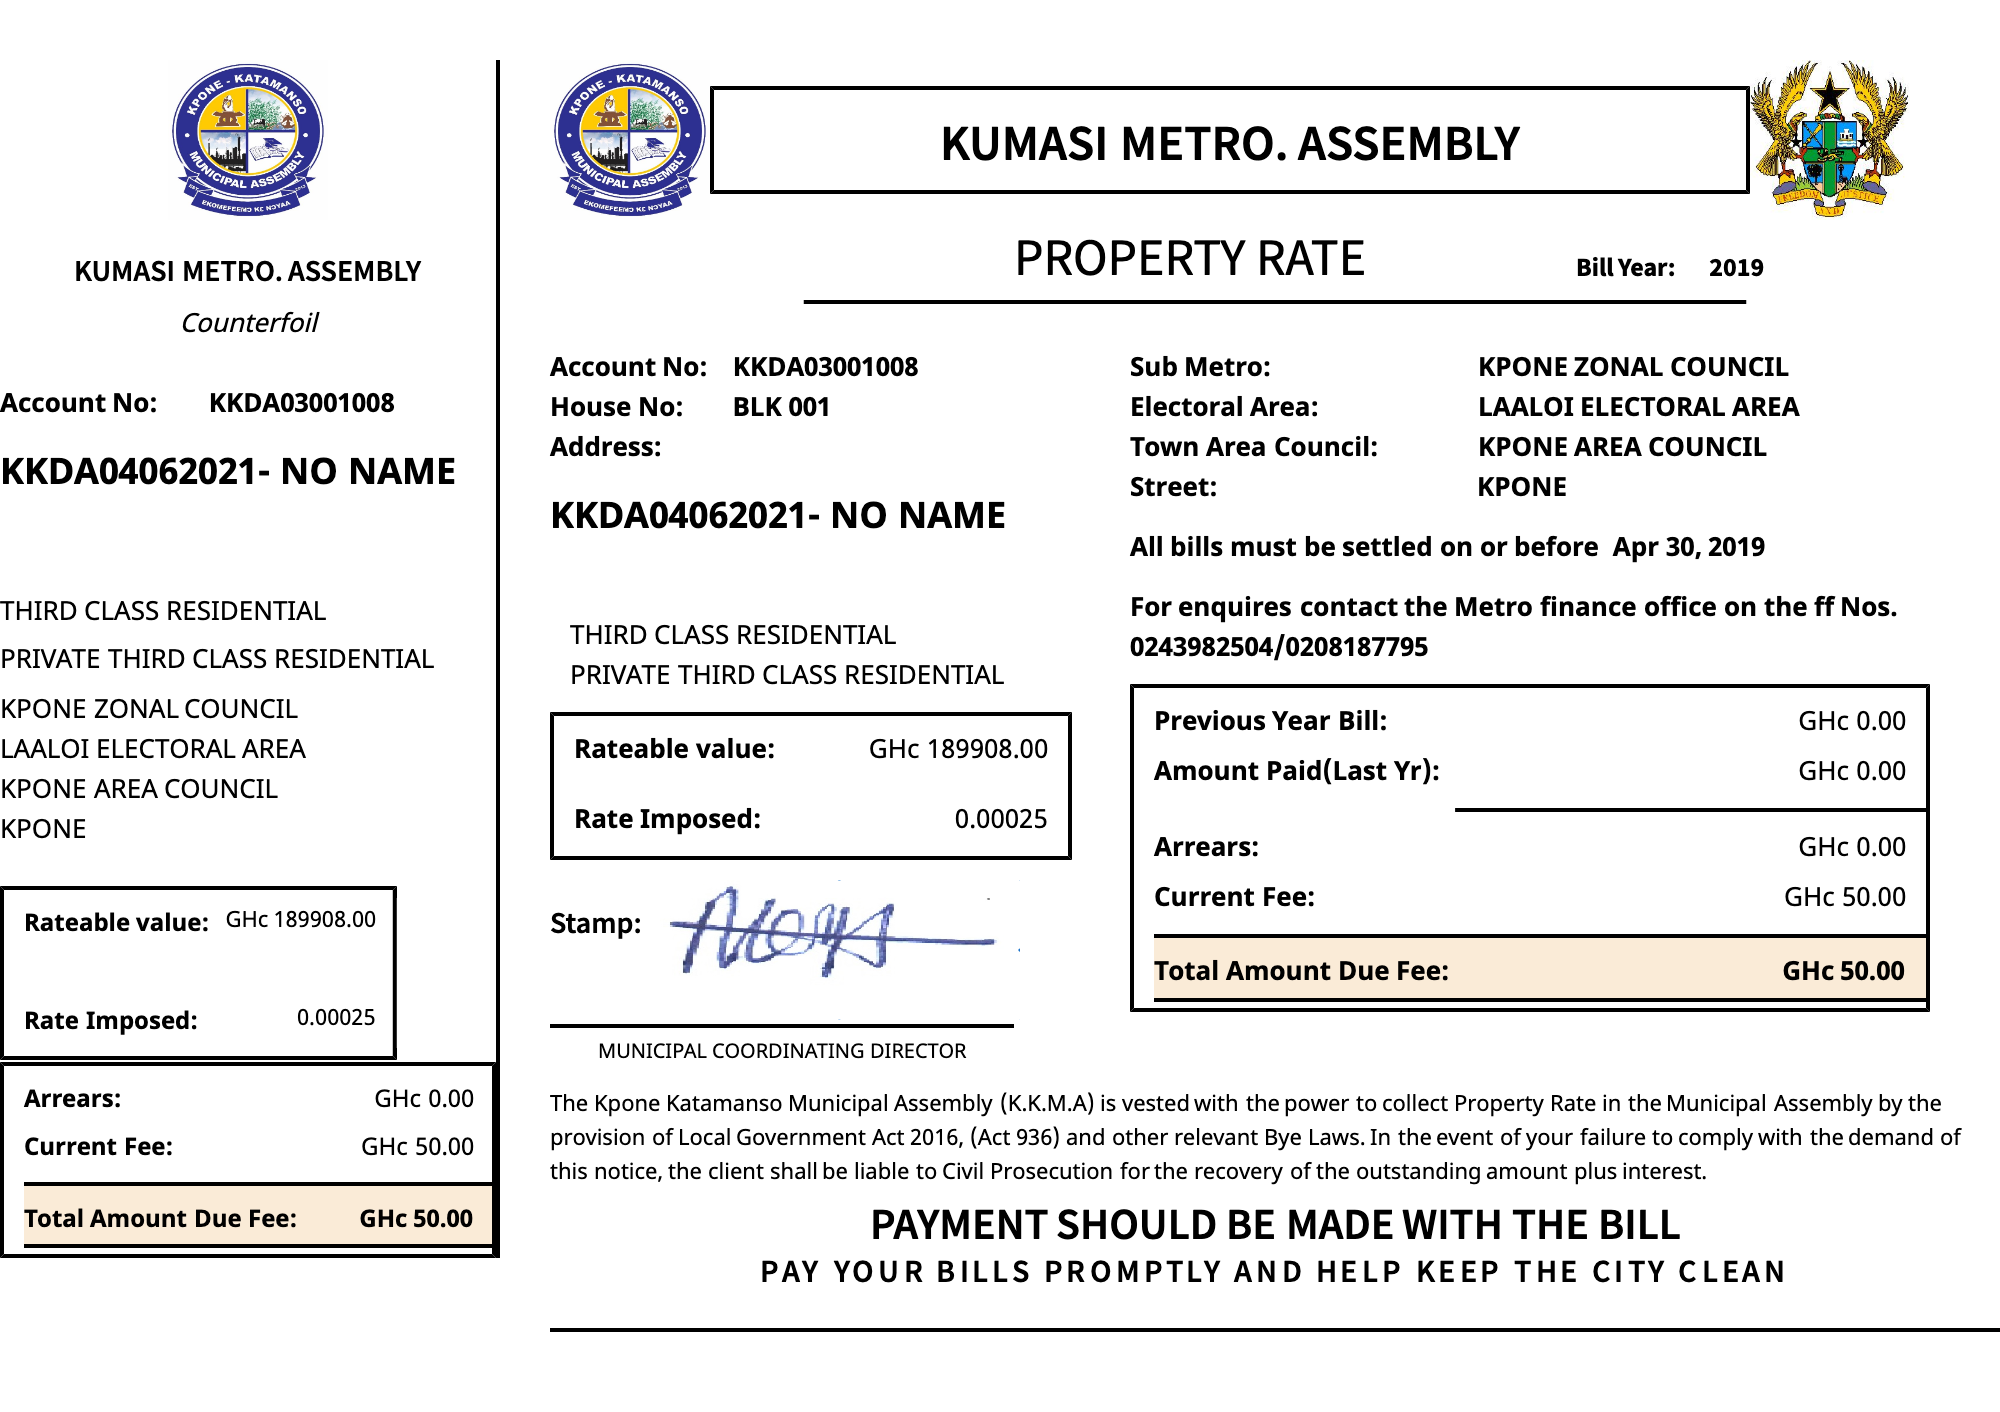 KPONE - KATAMANSO
MUNICIPAL ASSEMBLY
EKOMEFEEMƆ KE NƆYAA
KUMASI METRO. ASSEMBLY
Counterfoil
Account No: KKDA03001008
KKDA04062021- NO NAME
THIRD CLASS RESIDENTIAL
PRIVATE THIRD CLASS RESIDENTIAL
KPONE ZONAL COUNCIL
LAALOI ELECTORAL AREA
KPONE AREA COUNCIL
KPONE
Rateable value: GHc 189908.00
Rate Imposed: 0.00025
Arrears: GHc 0.00
Current Fee: GHc 50.00
Total Amount Due Fee: GHc 50.00
KPONE - KATAMANSO
MUNICIPAL ASSEMBLY
EKOMEFEEMƆ KE NƆYAA
KUMASI METRO. ASSEMBLY
FREEDOM AND JUSTICE
PROPERTY RATE
Bill Year: 2019
Account No: KKDA03001008
House No: BLK 001
Address:
KKDA04062021- NO NAME
THIRD CLASS RESIDENTIAL
PRIVATE THIRD CLASS RESIDENTIAL
Rateable value: GHc 189908.00
Rate Imposed: 0.00025
Stamp:
MUNICIPAL COORDINATING DIRECTOR
Sub Metro: KPONE ZONAL COUNCIL
Electoral Area: LAALOI ELECTORAL AREA
Town Area Council: KPONE AREA COUNCIL
Street: KPONE
All bills must be settled on or before Apr 30, 2019
For enquires contact the Metro finance office on the ff Nos.
0243982504/0208187795
Previous Year Bill: GHc 0.00
Amount Paid(Last Yr): GHc 0.00
Arrears: GHc 0.00
Current Fee: GHc 50.00
Total Amount Due Fee: GHc 50.00
The Kpone Katamanso Municipal Assembly (K.K.M.A) is vested with the power to collect Property Rate in the Municipal Assembly by the
provision of Local Government Act 2016, (Act 936) and other relevant Bye Laws. In the event of your failure to comply with the demand of
this notice, the client shall be liable to Civil Prosecution for the recovery of the outstanding amount plus interest.
PAYMENT SHOULD BE MADE WITH THE BILL
PAY YOUR BILLS PROMPTLY AND HELP KEEP THE CITY CLEAN